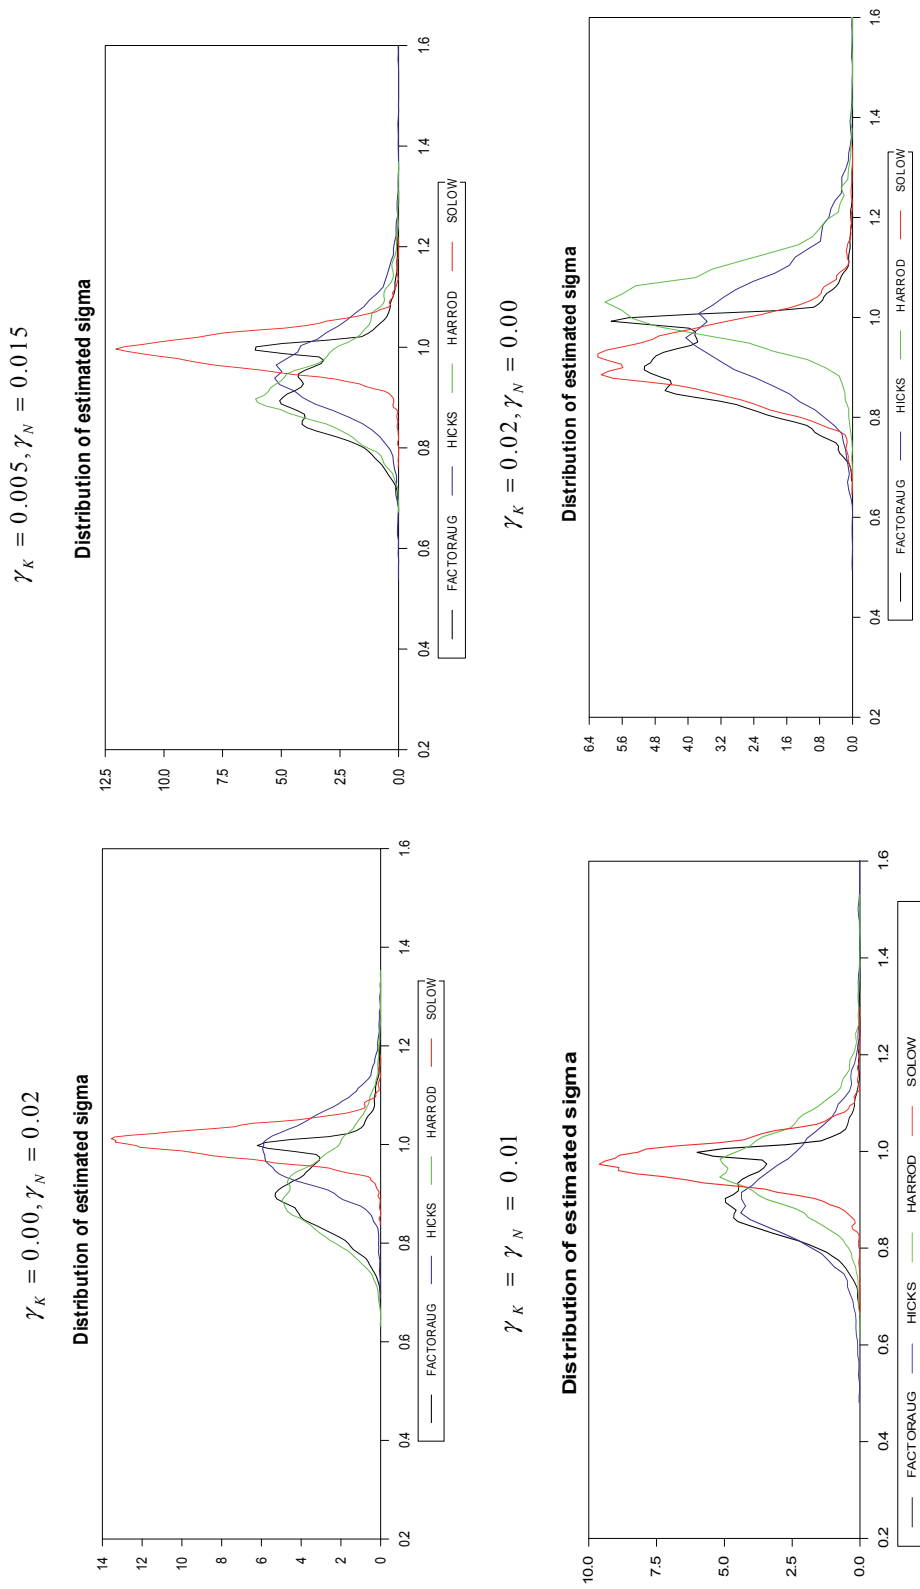 γ_K = 0.00, γ_N = 0.02
Distribution of estimated sigma
14
12
10
8
6
4
2
0
0.2 0.4 0.6 0.8 1.0 1.2 1.4 1.6
FACTORAUG HICKS HARROD SOLOW
γ_K = 0.005, γ_N = 0.015
Distribution of estimated sigma
12.5
10.0
7.5
5.0
2.5
0.0
0.2 0.4 0.6 0.8 1.0 1.2 1.4 1.6
FACTORAUG HICKS HARROD SOLOW
γ_K = γ_N = 0.01
Distribution of estimated sigma
10.0
7.5
5.0
2.5
0.0
0.2 0.4 0.6 0.8 1.0 1.2 1.4 1.6
FACTORAUG HICKS HARROD SOLOW
γ_K = 0.02, γ_N = 0.00
Distribution of estimated sigma
6.4
5.6
4.8
4.0
3.2
2.4
1.6
0.8
0.0
0.2 0.4 0.6 0.8 1.0 1.2 1.4 1.6
FACTORAUG HICKS HARROD SOLOW